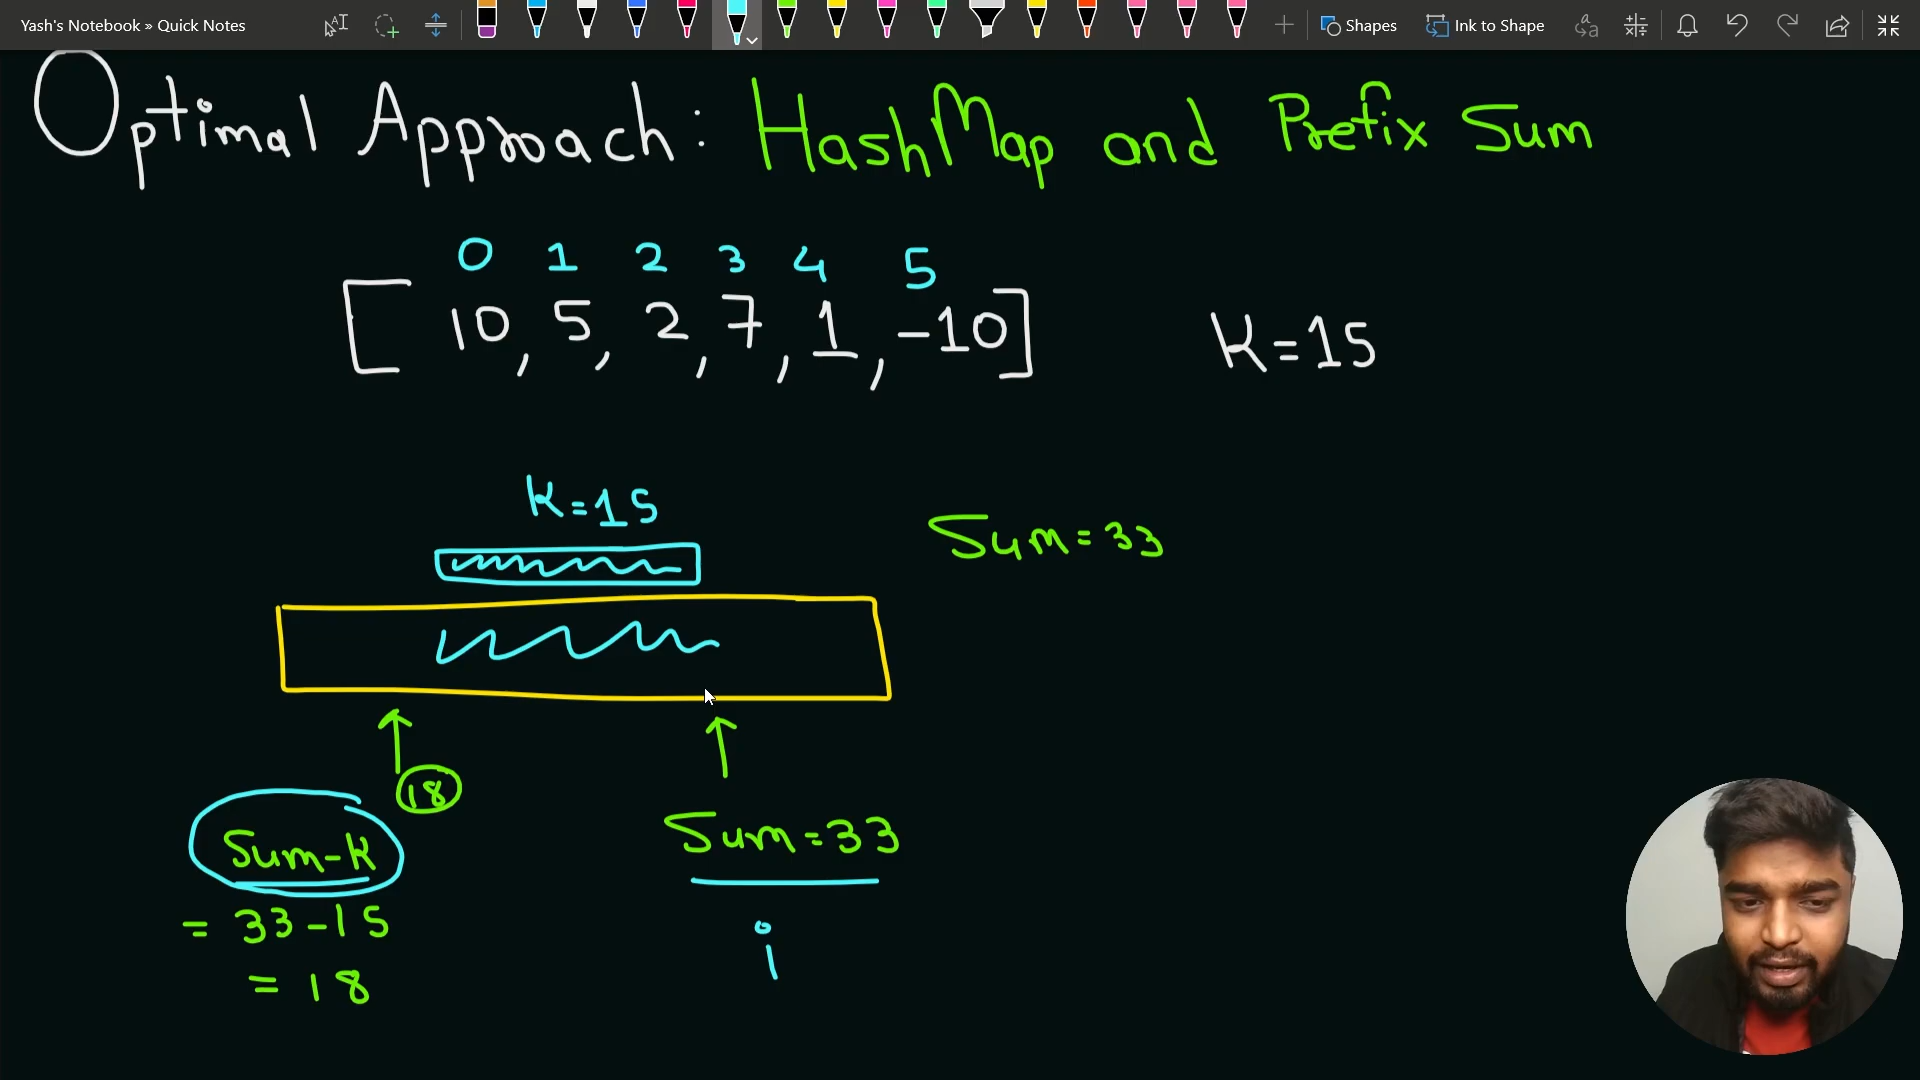 Yash's Notebook » Quick Notes
Shapes
Ink to Shape
Optimal Approach: HashMap and Prefix Sum
0 1 2 3 4 5
[ 10, 5, 2, 7, 1, -10]
K=15
K=15
Sum=33
18
Sum-K
Sum=33
= 33-15
i
= 18